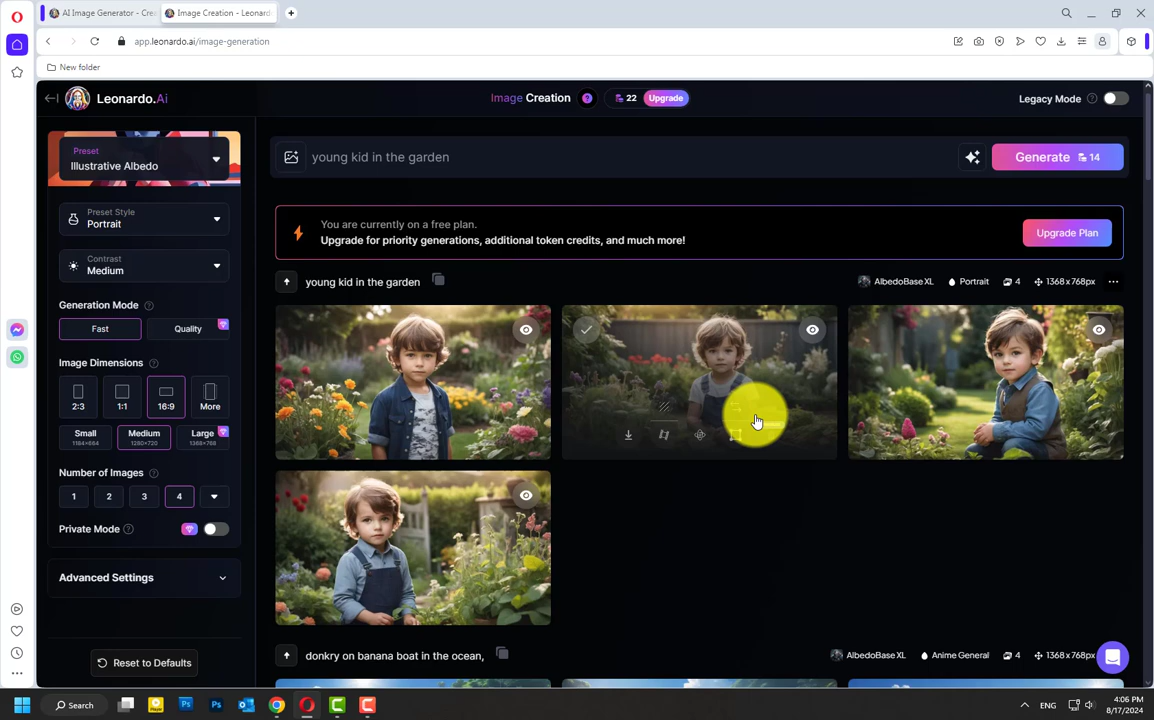 AI Image Generator - Cre
Image Creation - Leonard
app.leonardo.ai/image-generation
New folder
Leonardo.Ai
Image Creation
?
22
Upgrade
Legacy Mode
Preset
Illustrative Albedo
young kid in the garden
Generate 14
Preset Style
Portrait
You are currently on a free plan.
Upgrade for priority generations, additional token credits, and much more!
Upgrade Plan
Contrast
Medium
young kid in the garden
AlbedoBase XL
Portrait
4
1368x768px
Generation Mode
Fast
Quality
Image Dimensions
2:3
1:1
16:9
More
Small
1184x664
Medium
1280x720
Large
1368x768
Number of Images
1
2
3
4
Private Mode
Advanced Settings
Reset to Defaults
donkry on banana boat in the ocean,
AlbedoBase XL
Anime General
4
1368x768px
Search
ENG
4:06 PM
8/17/2024